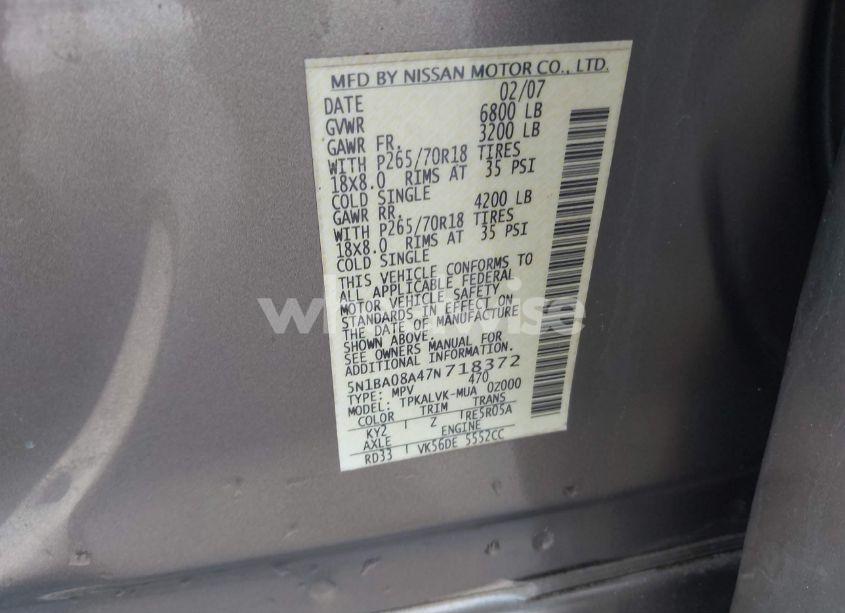 MFD BY NISSAN MOTOR CO., LTD.
DATE 02/07
GVWR 6800 LB
GAWR FR. 3200 LB
WITH P265/70R18 TIRES
18X8.0 RIMS AT 35 PSI
COLD SINGLE
GAWR RR. 4200 LB
WITH P265/70R18 TIRES
18X8.0 RIMS AT 35 PSI
COLD SINGLE
THIS VEHICLE CONFORMS TO
ALL APPLICABLE FEDERAL
MOTOR VEHICLE SAFETY
STANDARDS IN EFFECT ON
THE DATE OF MANUFACTURE
SHOWN ABOVE.
SEE OWNERS MANUAL FOR
ADDITIONAL INFORMATION.
5N1BA08A47N718372
TYPE: MPV 470
MODEL: TPKALVK-MUA 0Z000
COLOR TRIM TRANS
KY2 Z RE5R05A
AXLE ENGINE
RD33 VK56DE 5552CC